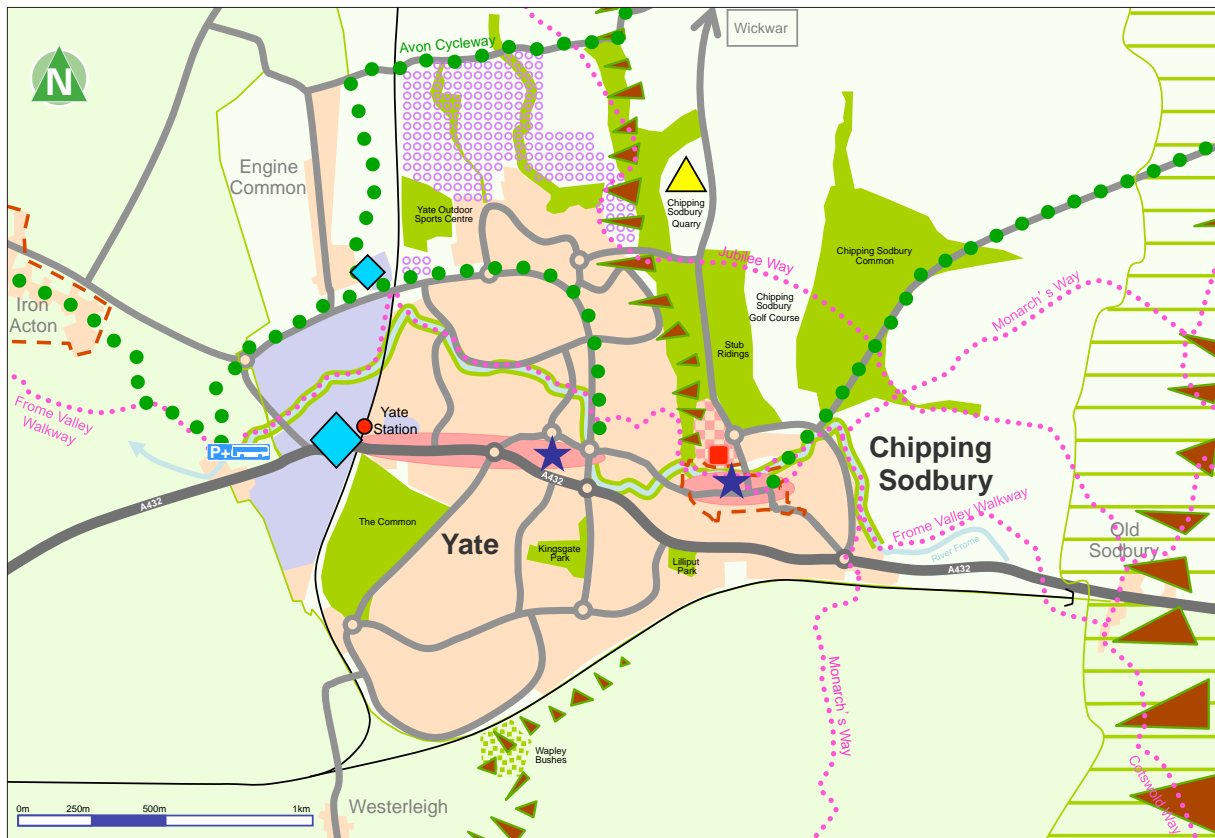 Wickwar
Avon Cycleway
N
Engine
Common
Yate Outdoor
Sports Centre
Chipping
Sodbury
Quarry
Jubilee Way
Chipping Sodbury
Common
Monarch's Way
Iron
Acton
Chipping
Sodbury
Golf Course
Stub
Ridings
Frome Valley
Walkway
Yate
Station
P+
A432
A432
Chipping
Sodbury
Frome Valley Walkway
The Common
Yate
Kingsgate
Park
Lilliput
Park
River Frome
A432
Old
Sodbury
Monarch's Way
Wapley
Bushes
Cotswold Way
Westerleigh
0m
250m
500m
1km